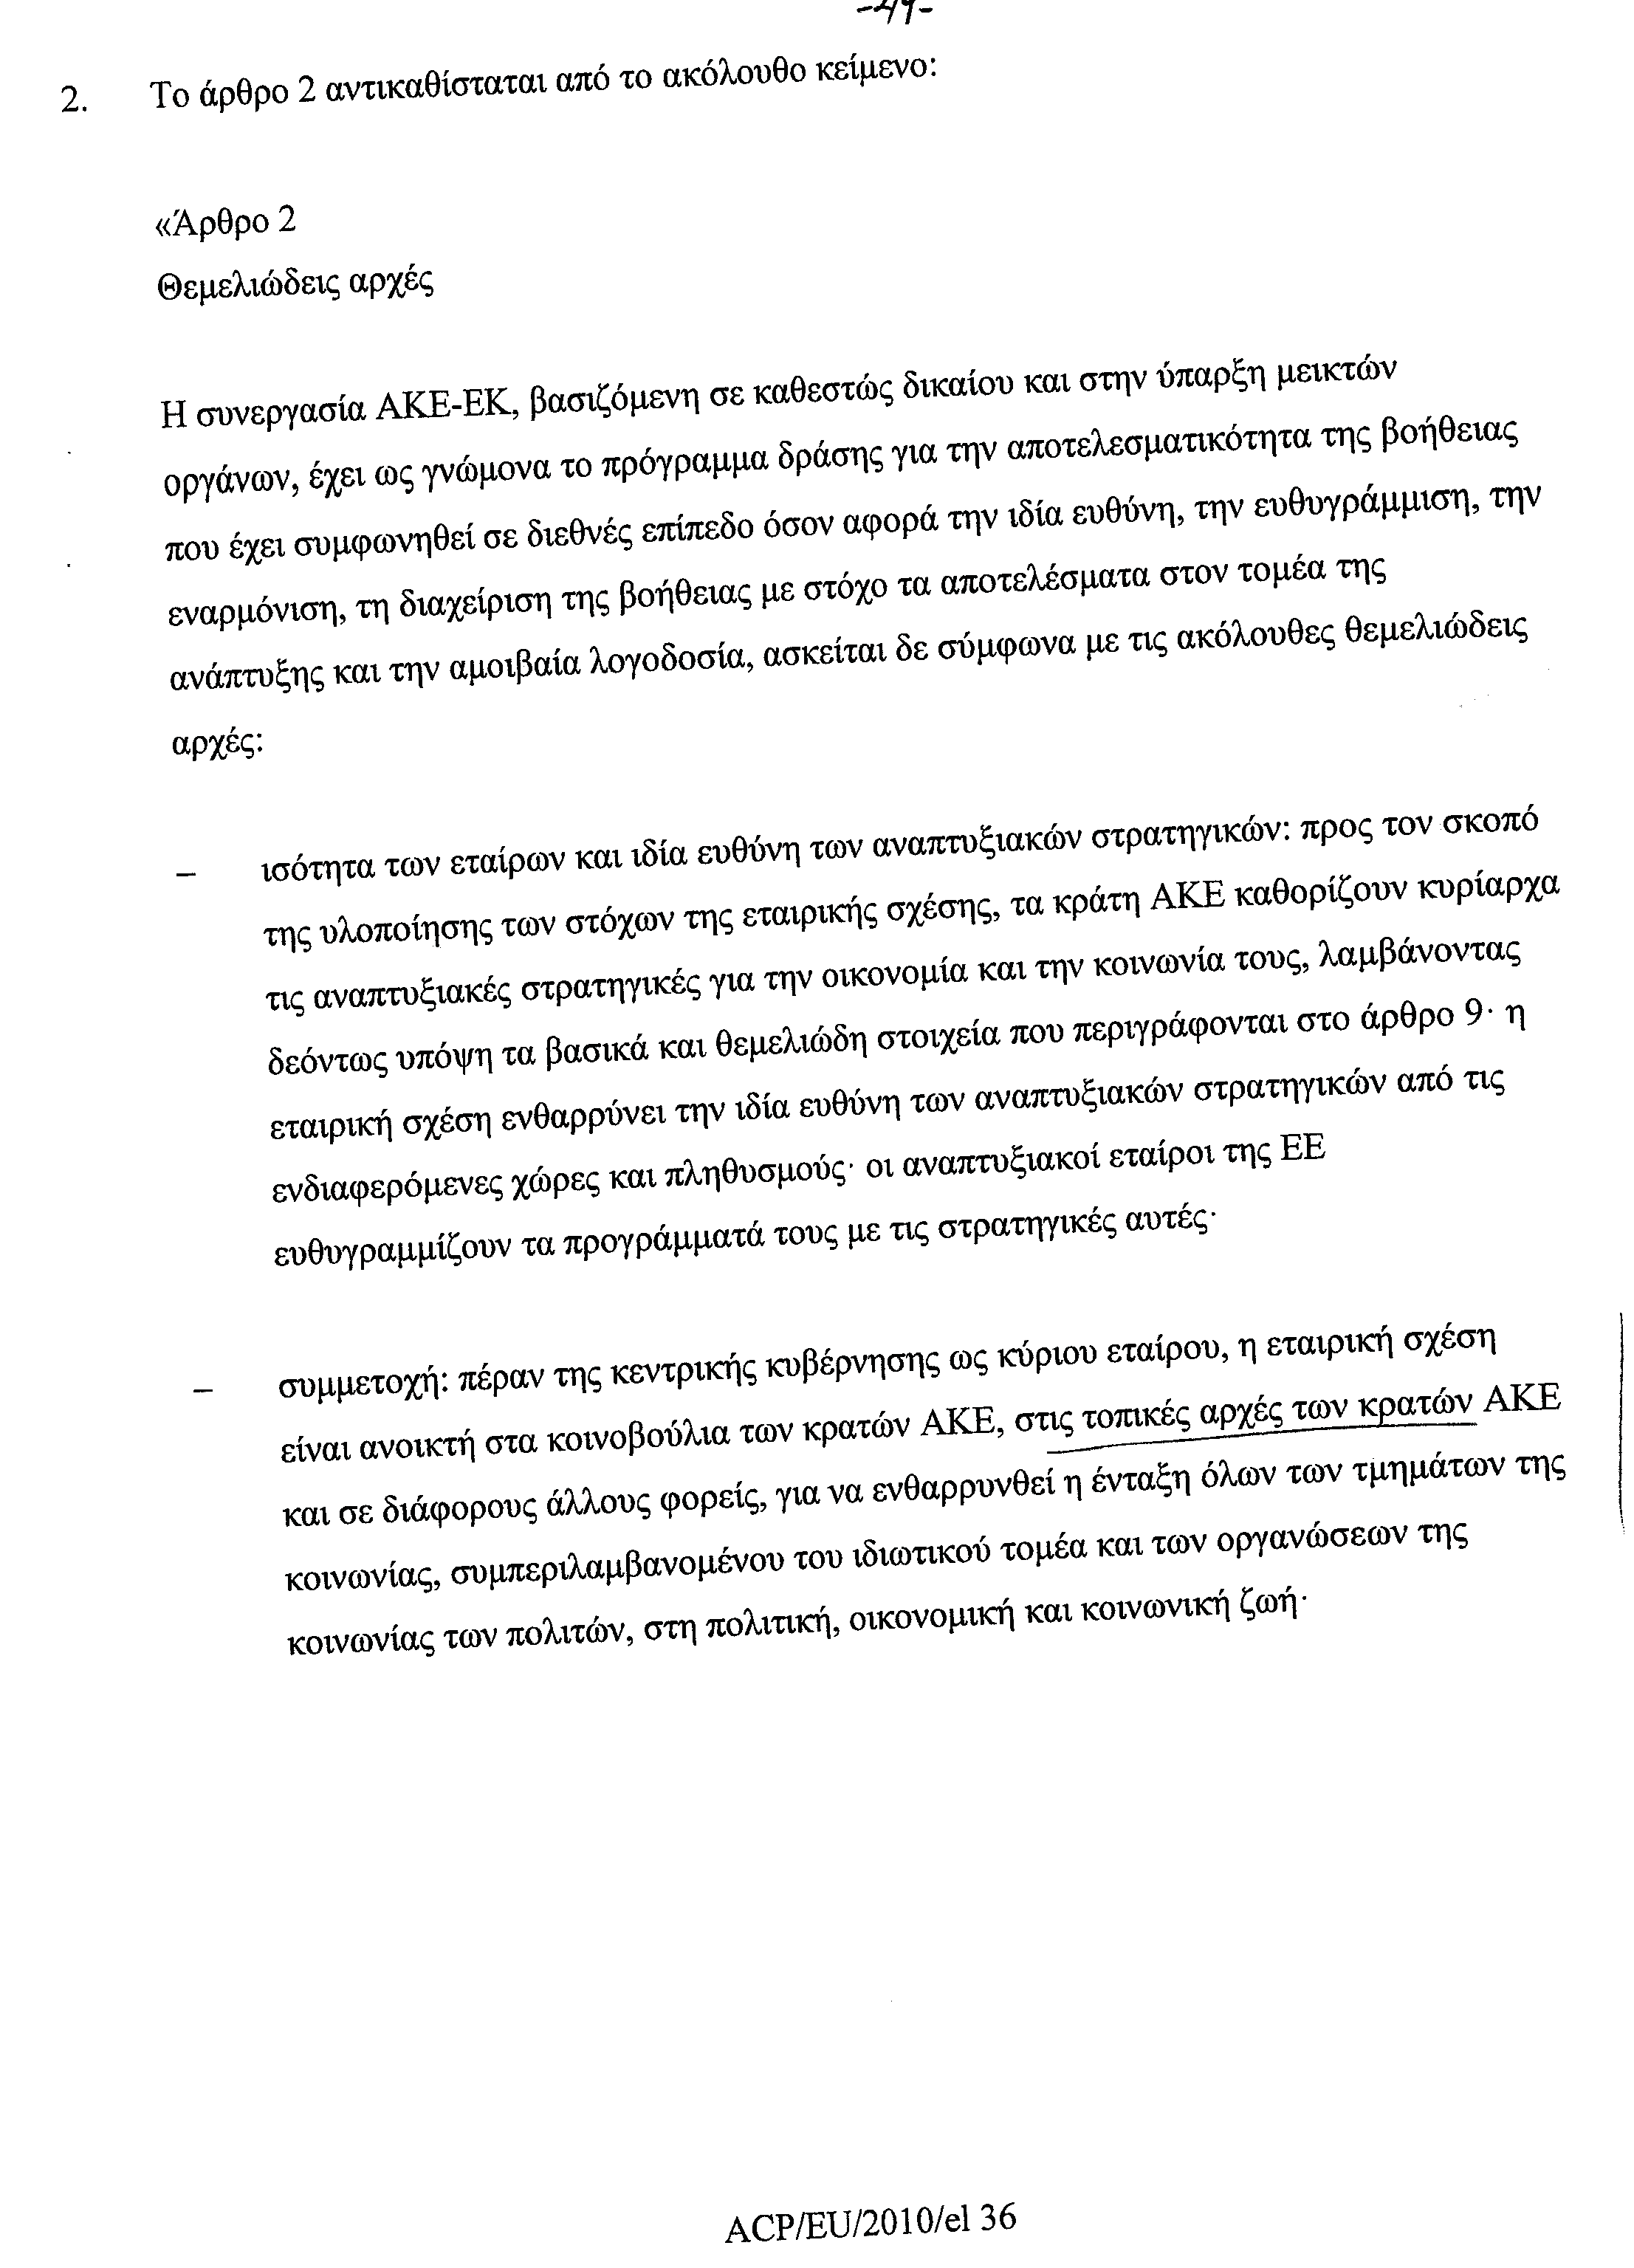 2. Το άρθρο 2 αντικαθίσταται από το ακόλουθο κείμενο:
«Άρθρο 2
Θεμελιώδεις αρχές
Η συνεργασία ΑΚΕ-ΕΚ, βασιζόμενη σε καθεστώς δικαίου και στην ύπαρξη μεικτών
οργάνων, έχει ως γνώμονα το πρόγραμμα δράσης για την αποτελεσματικότητα της βοήθειας
που έχει συμφωνηθεί σε διεθνές επίπεδο όσον αφορά την ιδία ευθύνη, την ευθυγράμμιση, την
εναρμόνιση, τη διαχείριση της βοήθειας με στόχο τα αποτελέσματα στον τομέα της
ανάπτυξης και την αμοιβαία λογοδοσία, ασκείται δε σύμφωνα με τις ακόλουθες θεμελιώδεις
αρχές:
– ισότητα των εταίρων και ιδία ευθύνη των αναπτυξιακών στρατηγικών: προς τον σκοπό
της υλοποίησης των στόχων της εταιρικής σχέσης, τα κράτη ΑΚΕ καθορίζουν κυρίαρχα
τις αναπτυξιακές στρατηγικές για την οικονομία και την κοινωνία τους, λαμβάνοντας
δεόντως υπόψη τα βασικά και θεμελιώδη στοιχεία που περιγράφονται στο άρθρο 9· η
εταιρική σχέση ενθαρρύνει την ιδία ευθύνη των αναπτυξιακών στρατηγικών από τις
ενδιαφερόμενες χώρες και πληθυσμούς· οι αναπτυξιακοί εταίροι της ΕΕ
ευθυγραμμίζουν τα προγράμματά τους με τις στρατηγικές αυτές·
– συμμετοχή: πέραν της κεντρικής κυβέρνησης ως κύριου εταίρου, η εταιρική σχέση
είναι ανοικτή στα κοινοβούλια των κρατών ΑΚΕ, στις τοπικές αρχές των κρατών ΑΚΕ
και σε διάφορους άλλους φορείς, για να ενθαρρυνθεί η ένταξη όλων των τμημάτων της
κοινωνίας, συμπεριλαμβανομένου του ιδιωτικού τομέα και των οργανώσεων της
κοινωνίας των πολιτών, στη πολιτική, οικονομική και κοινωνική ζωή·
ACP/EU/2010/el 36